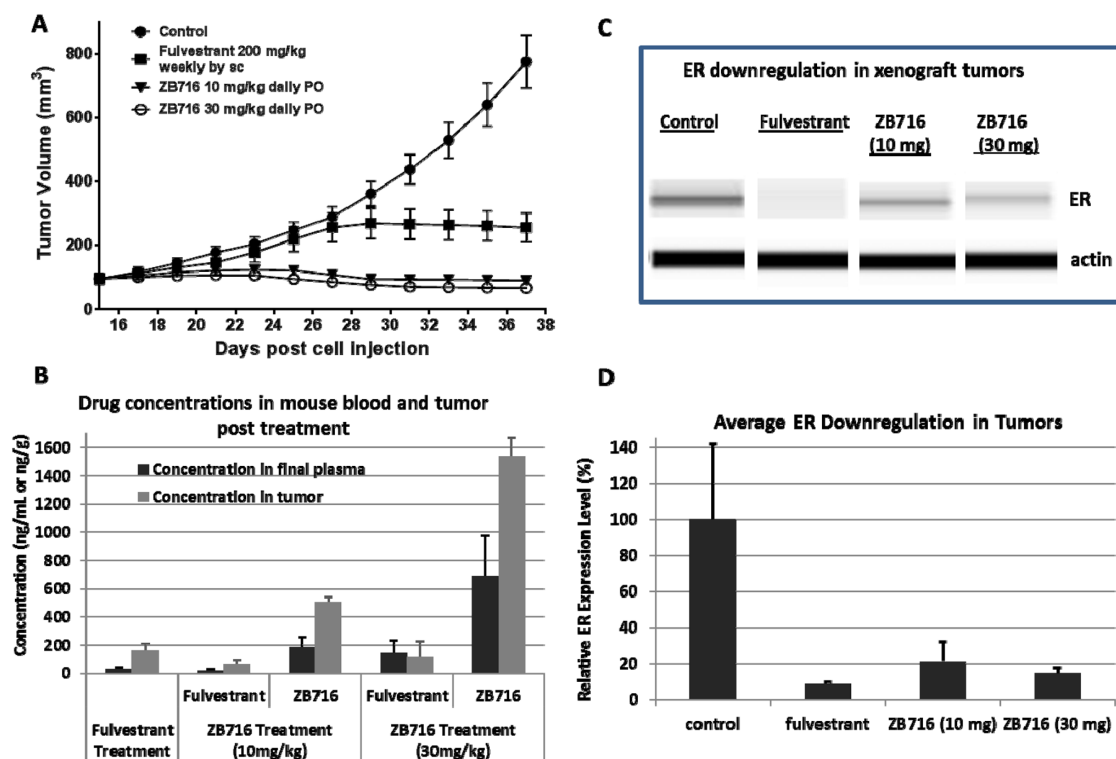 A
Control
Fulvestrant 200 mg/kg
weekly by sc
ZB716 10 mg/kg daily PO
ZB716 30 mg/kg daily PO
Tumor Volume (mm³)
800
600
400
200
0
16 18 20 22 24 26 28 30 32 34 36 38
Days post cell injection
B
Drug concentrations in mouse blood and tumor
post treatment
Concentration in final plasma
Concentration in tumor
Concentration (ng/mL or ng/g)
1600
1400
1200
1000
800
600
400
200
0
Fulvestrant ZB716 Fulvestrant ZB716
Fulvestrant
Treatment
ZB716 Treatment
(10mg/kg)
ZB716 Treatment
(30mg/kg)
C
ER downregulation in xenograft tumors
Control Fulvestrant
ZB716
(10 mg)
ZB716
(30 mg)
ER
actin
D
Average ER Downregulation in Tumors
Relative ER Expression Level (%)
140
120
100
80
60
40
20
0
control fulvestrant ZB716 (10 mg) ZB716 (30 mg)